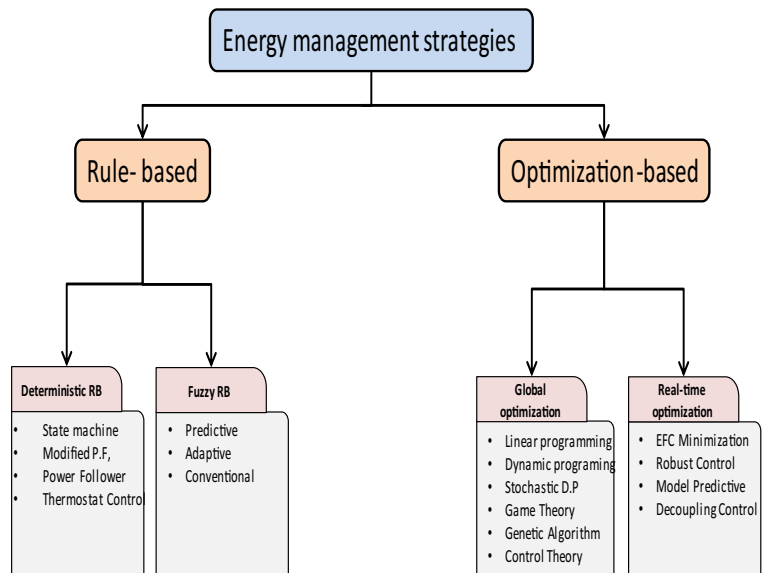 Energy management strategies
Rule- based
Optimization-based
Deterministic RB
• State machine
• Modified P.F,
• Power Follower
• Thermostat Control
Fuzzy RB
• Predictive
• Adaptive
• Conventional
Global
optimization
• Linear programming
• Dynamic programing
• Stochastic D.P
• Game Theory
• Genetic Algorithm
• Control Theory
Real-time
optimization
• EFC Minimization
• Robust Control
• Model Predictive
• Decoupling Control